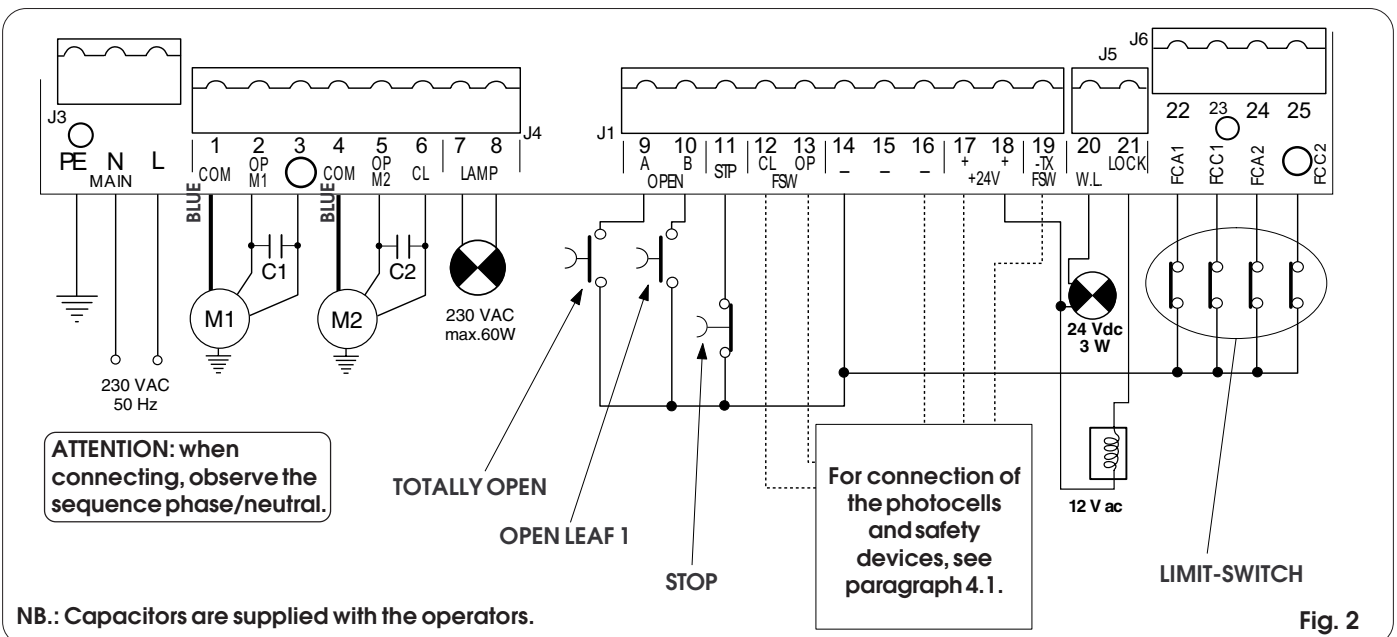 J3
PE N L
MAIN
1 2 3 4 5 6 7 8
COM OP M1 COM OP M2 CL LAMP
J4
BLUE BLUE
J1
9 10 11 12 13 14 15 16 17 18 19
A B STP CL OP – – – + + -TX
OPEN FSW +24V FSW
J5
20 21
W.L. LOCK
J6
22 23 24 25
FCA1 FCC1 FCA2 FCC2
C1 C2
M1 M2
230 VAC
max.60W
230 VAC
50 Hz
24 Vdc
3 W
12 V ac
ATTENTION: when
connecting, observe the
sequence phase/neutral.
TOTALLY OPEN
OPEN LEAF 1
STOP
For connection of
the photocells
and safety
devices, see
paragraph 4.1.
LIMIT-SWITCH
NB.: Capacitors are supplied with the operators.
Fig. 2